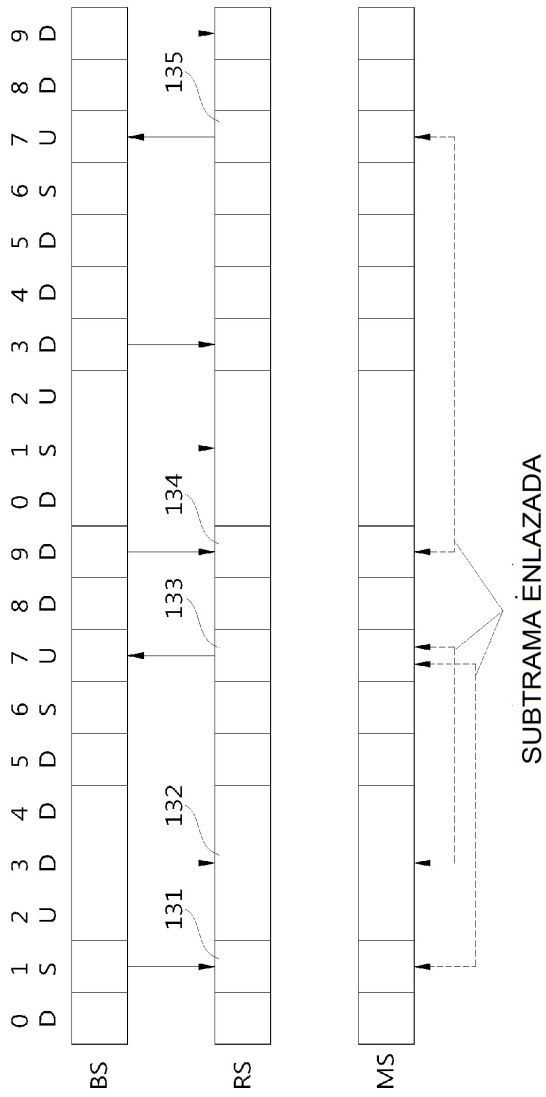 0 1 2 3 4 5 6 7 8 9 0 1 2 3 4 5 6 7 8 9
D S U D D D S U D D D S U D D D S U D D
BS
131 132 133 134 135
RS
MS
SUBTRAMA ENLAZADA